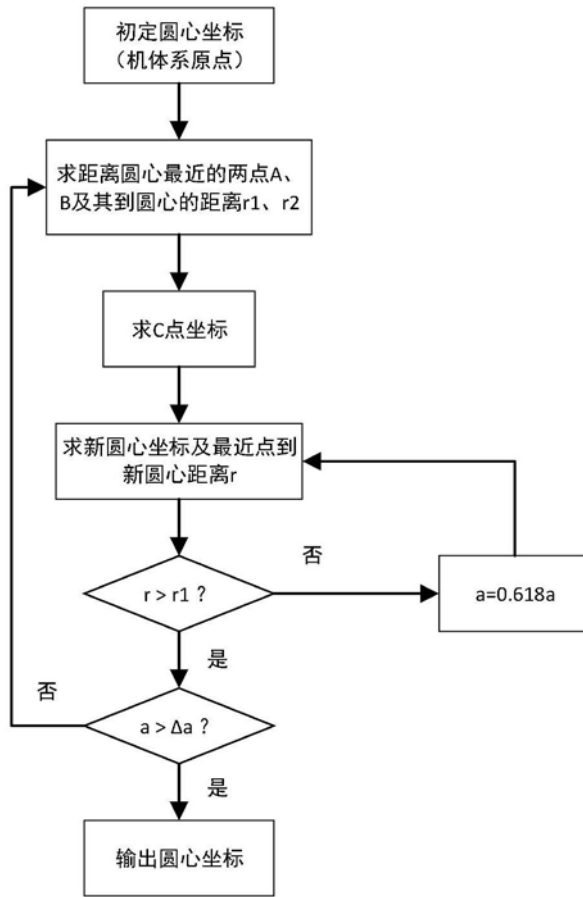 初定圆心坐标
（机体系原点）
求距离圆心最近的两点A、
B及其到圆心的距离r1、r2
求C点坐标
求新圆心坐标及最近点到
新圆心距离r
r > r1？
否
a=0.618a
是
否
a > Δa？
是
输出圆心坐标